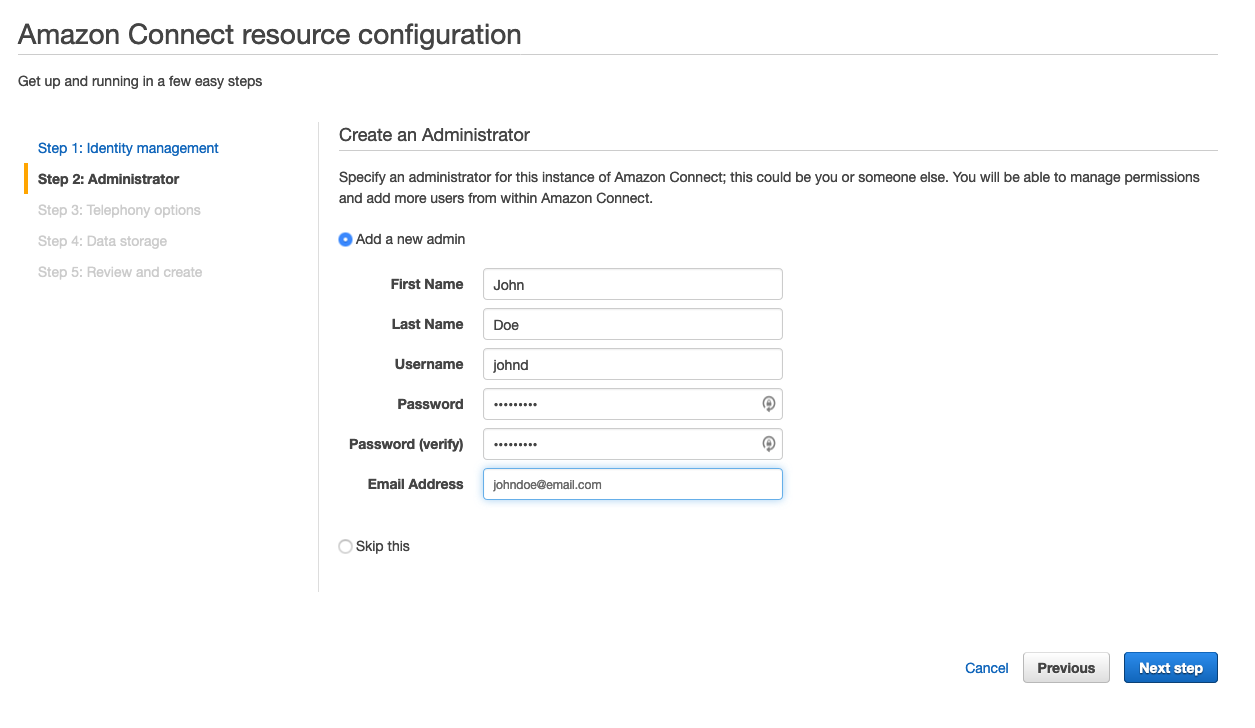 Amazon Connect resource configuration
Get up and running in a few easy steps
Step 1: Identity management
Step 2: Administrator
Step 3: Telephony options
Step 4: Data storage
Step 5: Review and create
Create an Administrator
Specify an administrator for this instance of Amazon Connect; this could be you or someone else. You will be able to manage permissions
and add more users from within Amazon Connect.
Add a new admin
First Name John
Last Name Doe
Username johnd
Password •••••••••
Password (verify) •••••••••
Email Address johndoe@email.com
Skip this
Cancel Previous Next step